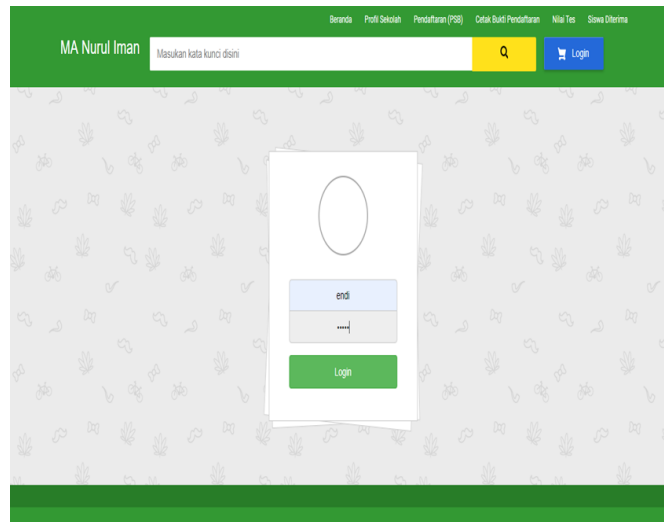 Beranda Profil Sekolah Pendaftaran (PSB) Cetak Bukti Pendaftaran Nilai Tes Siswa Diterima
MA Nurul Iman Masukan kata kunci disini Login
endi
•••••
Login